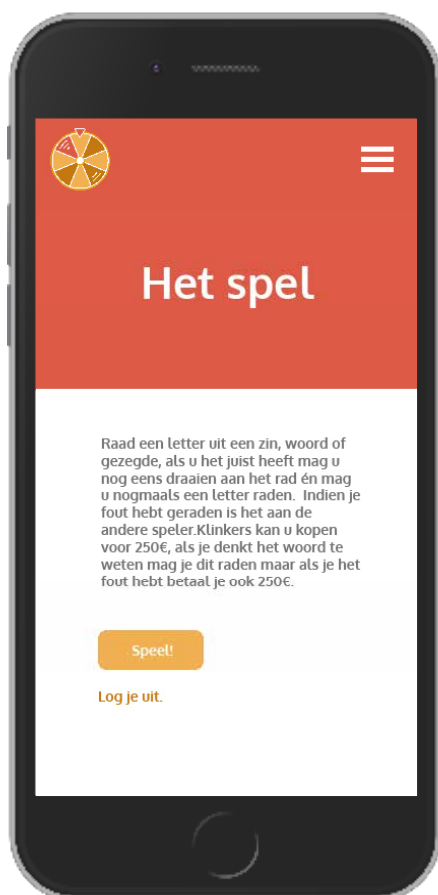 Het spel
Raad een letter uit een zin, woord of
gezegde, als u het juist heeft mag u
nog eens draaien aan het rad én mag
u nogmaals een letter raden.  Indien je
fout hebt geraden is het aan de
andere speler.Klinkers kan u kopen
voor 250€, als je denkt het woord te
weten mag je dit raden maar als je het
fout hebt betaal je ook 250€.
Speel!
Log je uit.